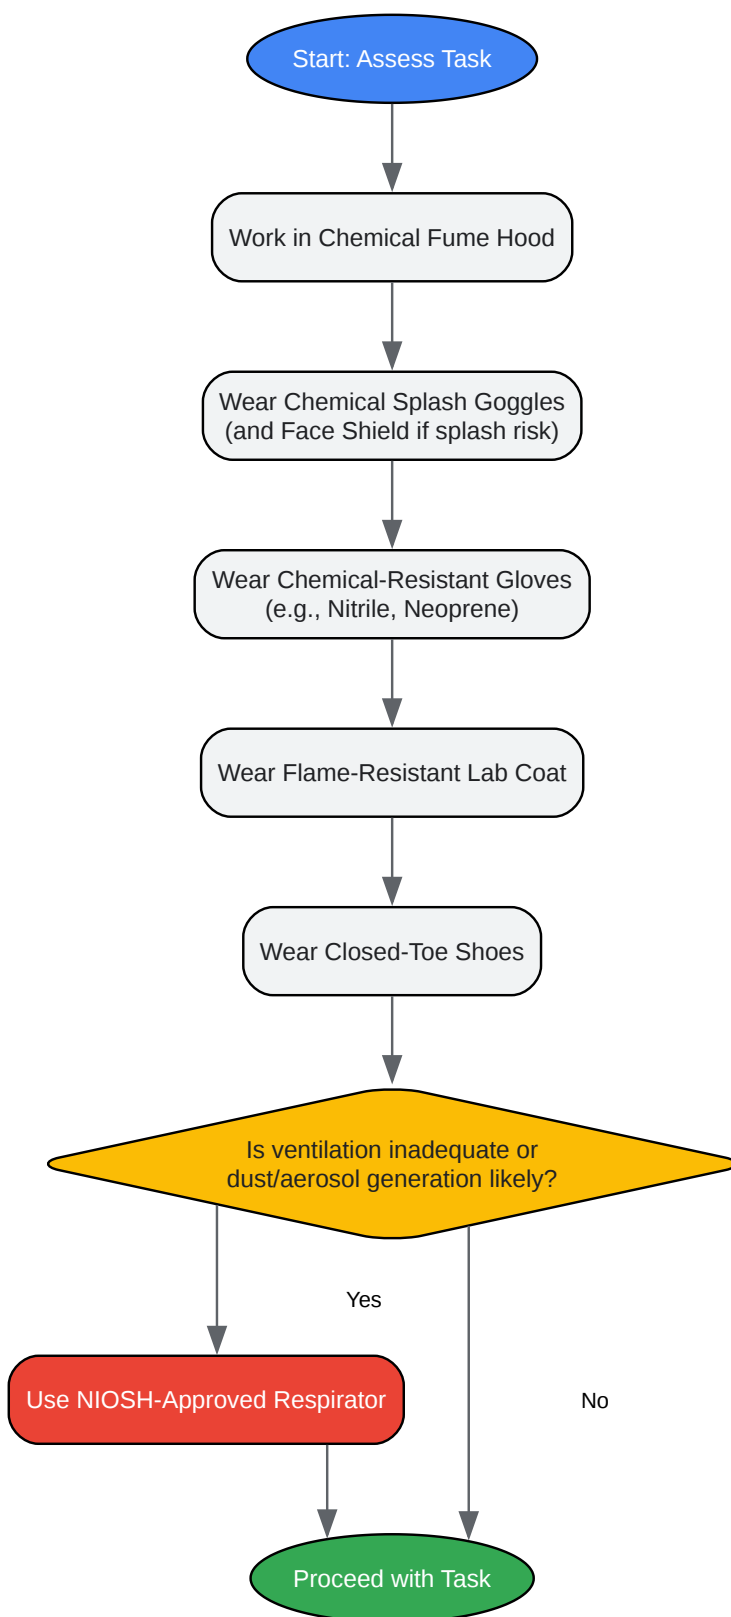 Start: Assess Task
Work in Chemical Fume Hood
Wear Chemical Splash Goggles
(and Face Shield if splash risk)
Wear Chemical-Resistant Gloves
(e.g., Nitrile, Neoprene)
Wear Flame-Resistant Lab Coat
Wear Closed-Toe Shoes
Is ventilation inadequate or
dust/aerosol generation likely?
Yes
Use NIOSH-Approved Respirator
No
Proceed with Task